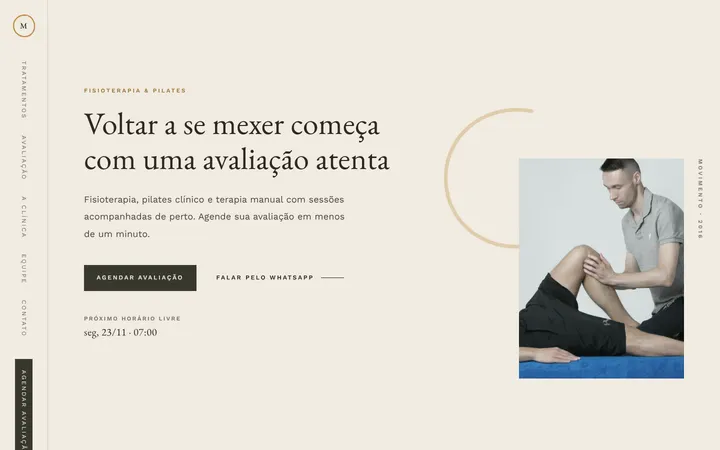 M
TRATAMENTOS
AVALIAÇÃO
A CLÍNICA
EQUIPE
CONTATO
AGENDAR AVALIAÇÃ
FISIOTERAPIA & PILATES
Voltar a se mexer começa
com uma avaliação atenta
Fisioterapia, pilates clínico e terapia manual com sessões
acompanhadas de perto. Agende sua avaliação em menos
de um minuto.
AGENDAR AVALIAÇÃO
FALAR PELO WHATSAPP
PRÓXIMO HORÁRIO LIVRE
seg, 23/11 · 07:00
MOVIMENTO · 2016